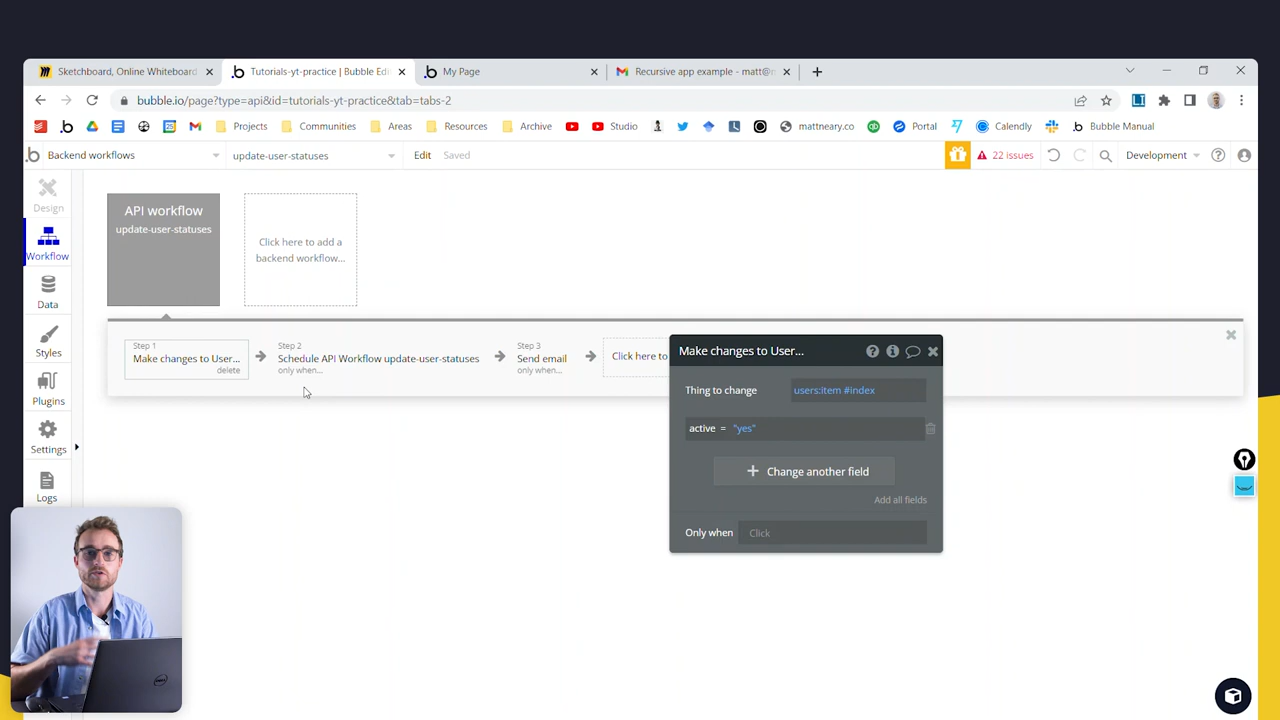 Sketchboard, Online Whiteboard
Tutorials-yt-practice | Bubble Edi
My Page
Recursive app example - matt@n
bubble.io/page?type=api&id=tutorials-yt-practice&tab=tabs-2
Projects
Communities
Areas
Resources
Archive
Studio
mattneary.co
Portal
Calendly
Bubble Manual
Backend workflows
update-user-statuses
Edit
Saved
22 issues
Development
Design
Workflow
Data
Styles
Plugins
Settings
Logs
API workflow
update-user-statuses
Click here to add a
backend workflow...
Step 1
Make changes to User...
delete
Step 2
Schedule API Workflow update-user-statuses
only when...
Step 3
Send email
only when...
Click here to
Make changes to User...
Thing to change
users:item #index
active = "yes"
Change another field
Add all fields
Only when
Click
DELL